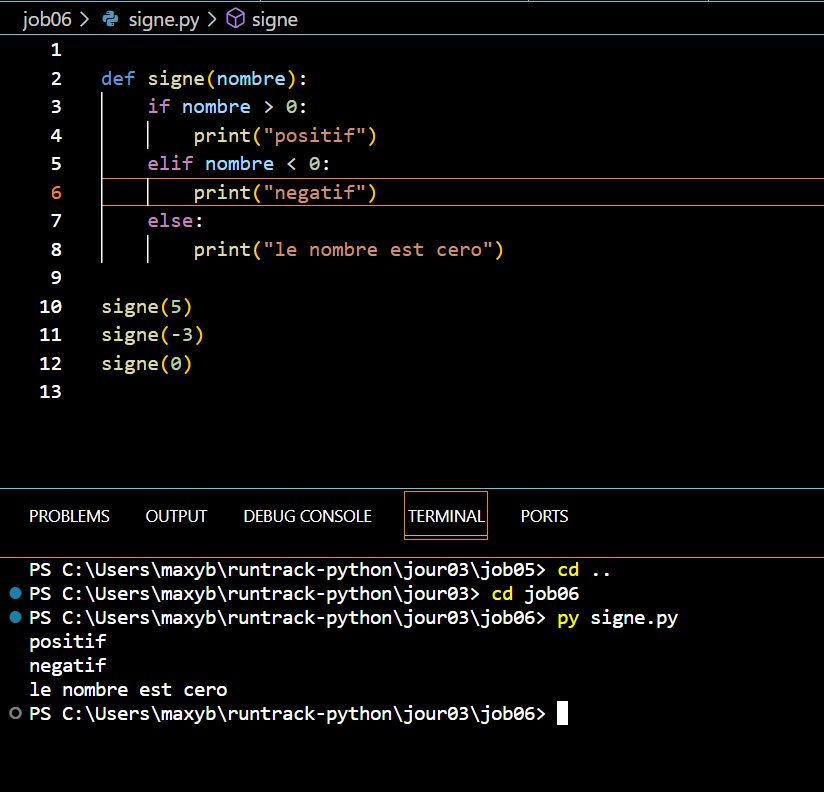 job06 > signe.py > signe
1
2 def signe(nombre):
3 if nombre > 0:
4 print("positif")
5 elif nombre < 0:
6 print("negatif")
7 else:
8 print("le nombre est cero")
9
10 signe(5)
11 signe(-3)
12 signe(0)
13
PROBLEMS OUTPUT DEBUG CONSOLE TERMINAL PORTS
PS C:\Users\maxyb\runtrack-python\jour03\job05> cd ..
PS C:\Users\maxyb\runtrack-python\jour03> cd job06
PS C:\Users\maxyb\runtrack-python\jour03\job06> py signe.py
positif
negatif
le nombre est cero
PS C:\Users\maxyb\runtrack-python\jour03\job06>